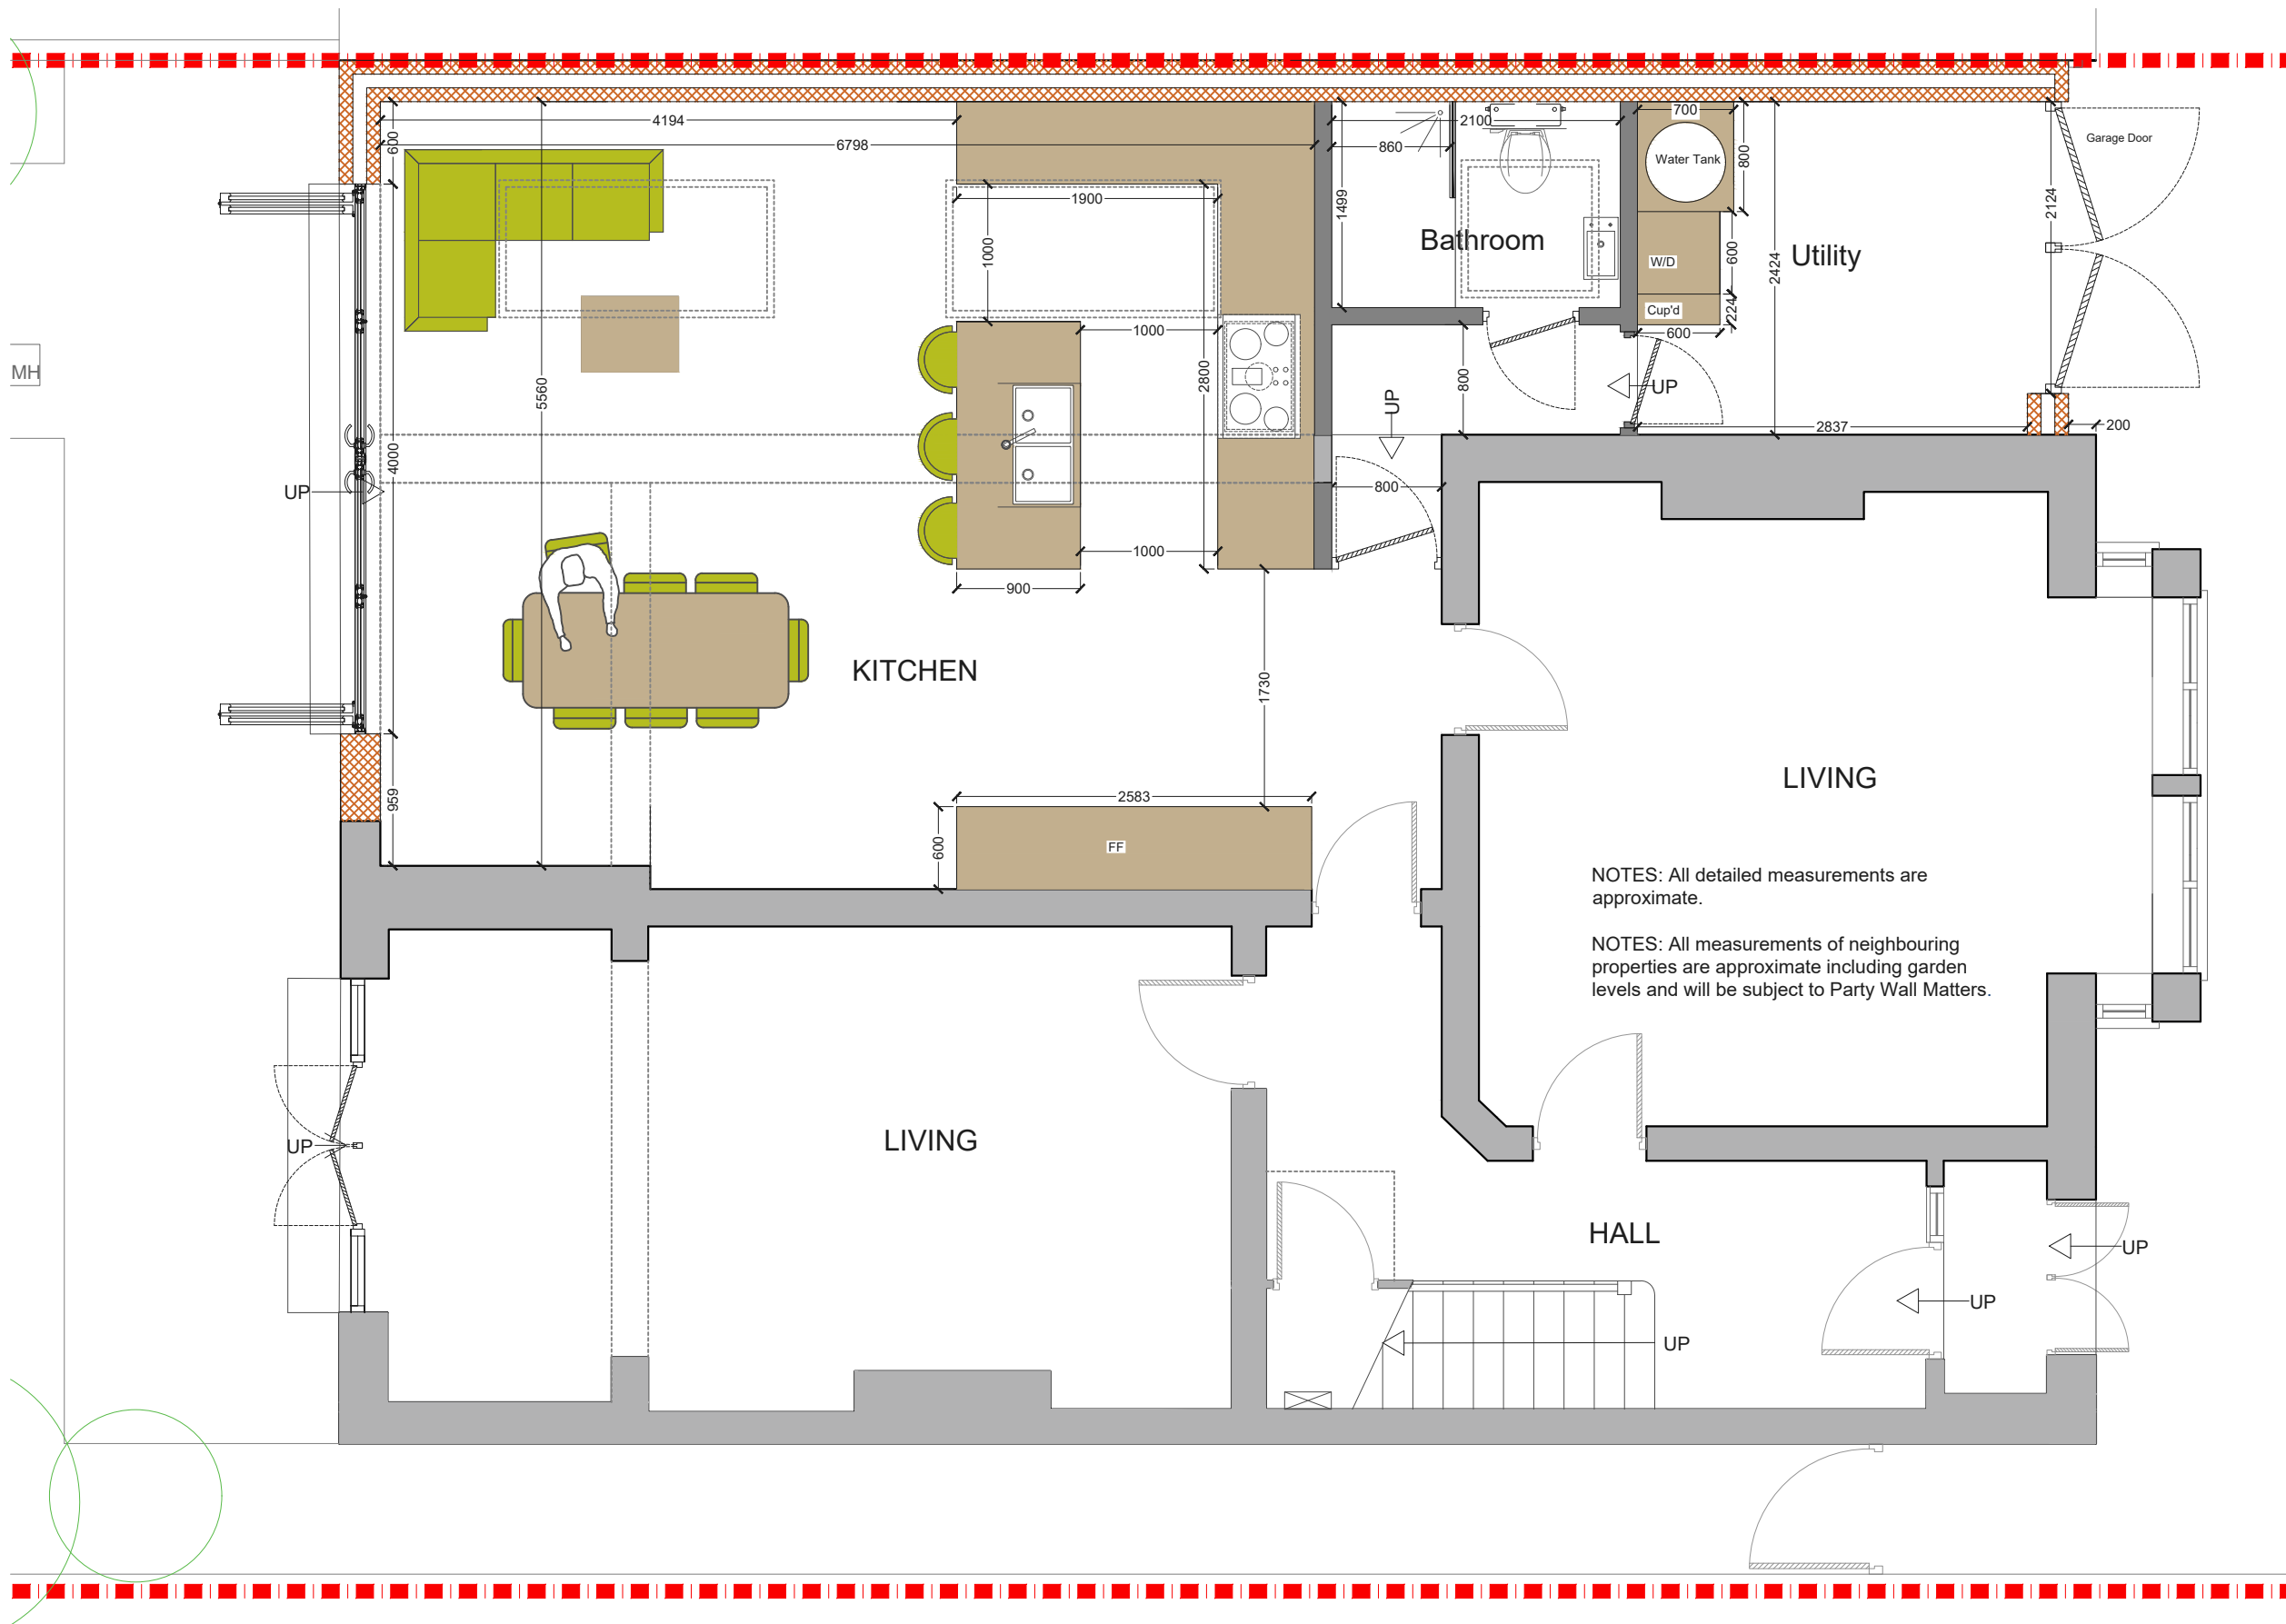 4194
2100
700
Garage Door
600
6798
860
Water Tank
800
1900
1499
2124
Bathroom
Utility
1000
W/D
600
2424
Cup'd
224
1000
600
MH
5560
2800
800
UP
UP
2837
200
4000
UP
800
1000
900
KITCHEN
1730
LIVING
959
2583
600
FF
NOTES: All detailed measurements are
approximate.
NOTES: All measurements of neighbouring
properties are approximate including garden
levels and will be subject to Party Wall Matters.
UP
LIVING
HALL
UP
UP
UP